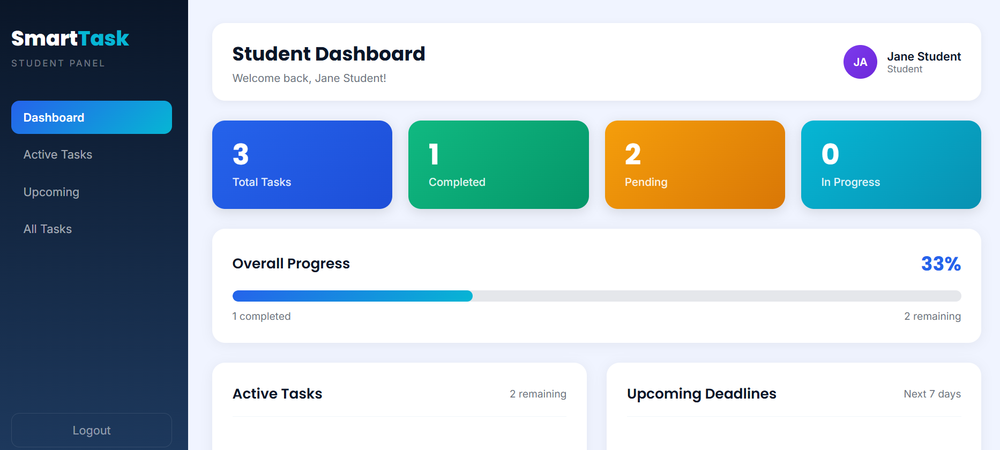 SmartTask
STUDENT PANEL
Dashboard
Active Tasks
Upcoming
All Tasks
Logout
Student Dashboard
Welcome back, Jane Student!
JA
Jane Student
Student
3
Total Tasks
1
Completed
2
Pending
0
In Progress
Overall Progress
33%
1 completed
2 remaining
Active Tasks
2 remaining
Upcoming Deadlines
Next 7 days